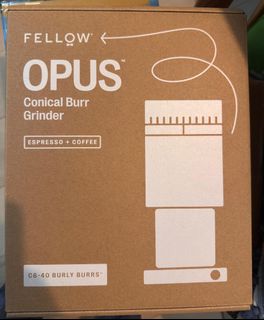 FELLOW®
OPUS™
Conical Burr
Grinder
ESPRESSO + COFFEE
C6-40 BURLY BURRS™